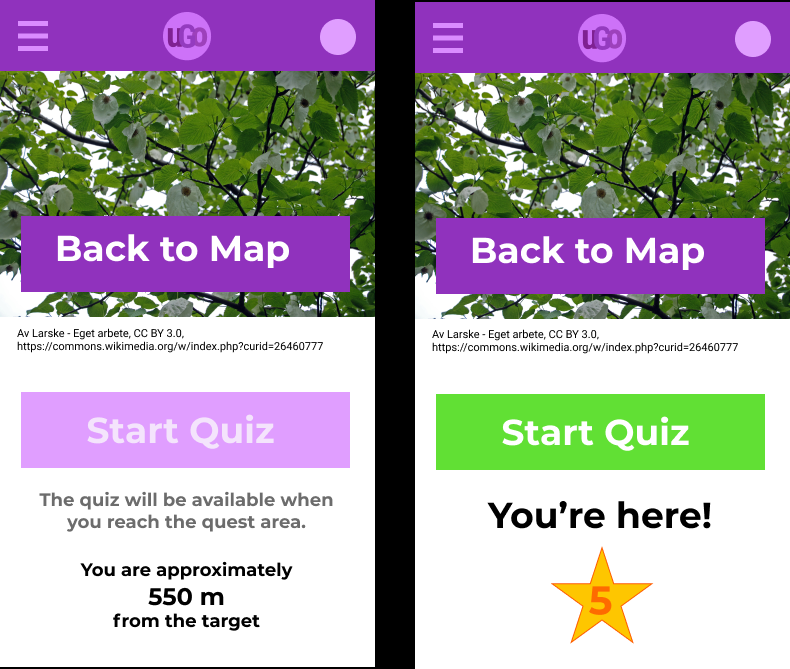 uGo
Back to Map
Av Larske - Eget arbete, CC BY 3.0,
https://commons.wikimedia.org/w/index.php?curid=26460777
Start Quiz
The quiz will be available when
you reach the quest area.
You are approximately
550 m
from the target
uGo
Back to Map
Av Larske - Eget arbete, CC BY 3.0,
https://commons.wikimedia.org/w/index.php?curid=26460777
Start Quiz
You’re here!
5